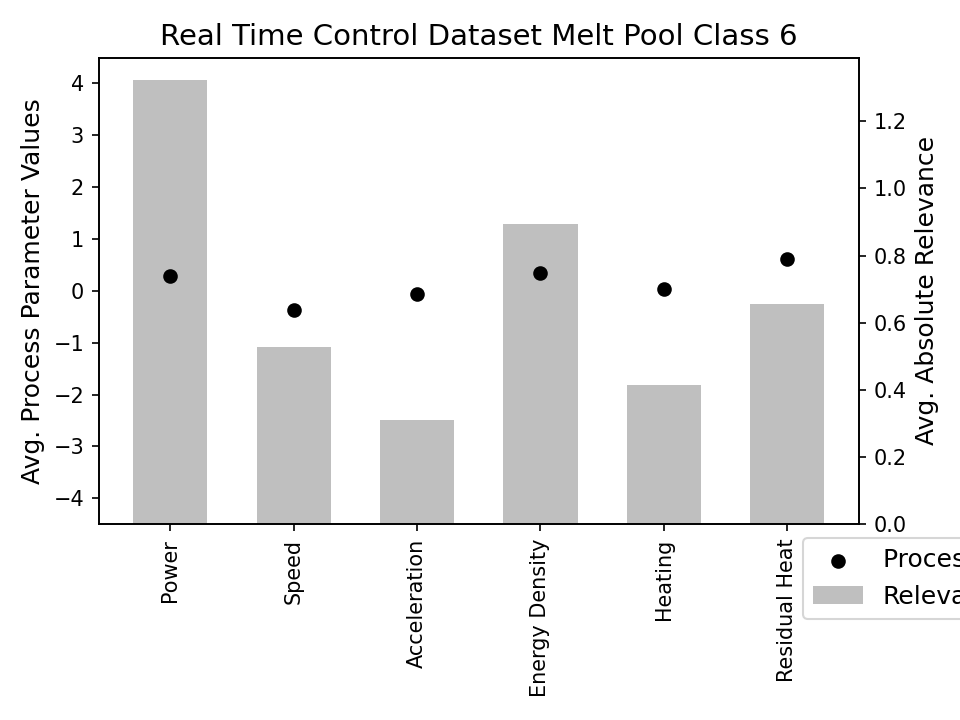 Real Time Control Dataset Melt Pool Class 6
Avg. Process Parameter Values
4
3
2
1
0
−1
−2
−3
−4
1.2
1.0
0.8
0.6
0.4
0.2
0.0
Avg. Absolute Relevance
Power
Speed
Acceleration
Energy Density
Heating
Residual Heat